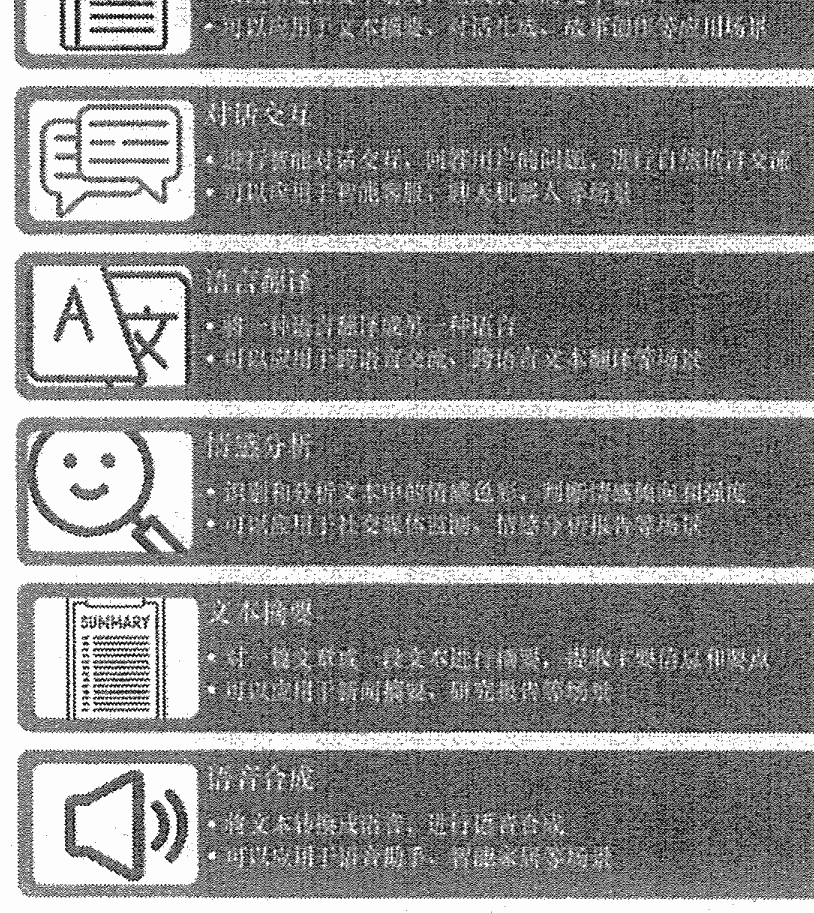 可以应用于文本摘要、对话生成、故事创作等应用场景
对话交互
进行智能对话交互，回答用户的问题，进行自然语言交流
可以应用于智能客服、聊天机器人等场景
A 文
语言翻译
将一种语言翻译成另一种语言
可以应用于跨语言交流、跨语言文本翻译等场景
情感分析
识别和分析文本中的情感色彩，判断情感倾向和强度
可以应用于社交媒体监测、情感分析报告等场景
SUMMARY
文本摘要
对一篇文章或一段文本进行摘要，提取主要信息和要点
可以应用于新闻摘要、研究报告等场景
语音合成
将文本转换成语音，进行语音合成
可以应用于语音助手、智能家居等场景